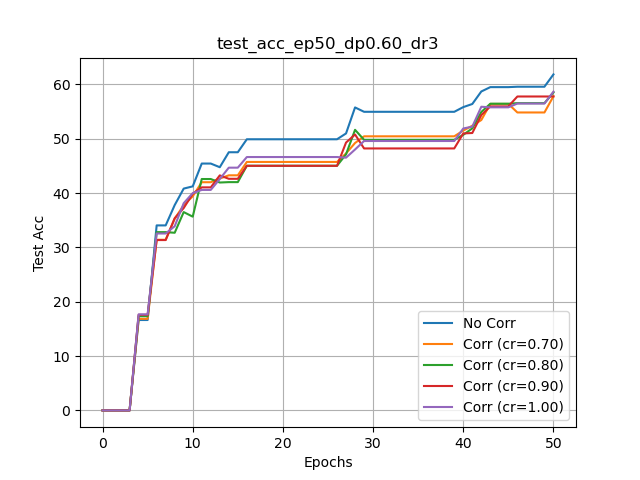 test_acc_ep50_dp0.60_dr3
60
50
40
30
20
10
0
Test Acc
0 10 20 30 40 50
Epochs
No Corr
Corr (cr=0.70)
Corr (cr=0.80)
Corr (cr=0.90)
Corr (cr=1.00)